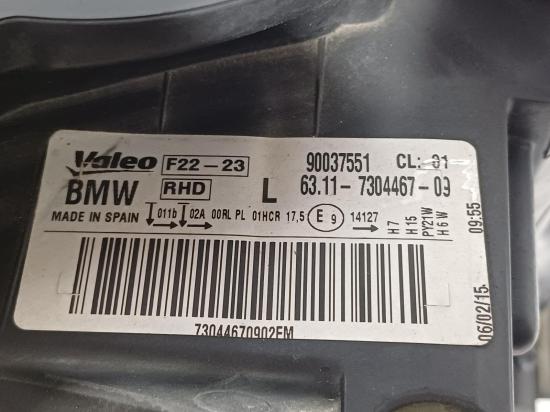 Valeo F22-23 90037551 CL: 01
BMW RHD L 63.11-7304467-09
MADE IN SPAIN 011b 02A 00RL PL 01HCR 17,5 E 9 14127
H7
H15
PY21W
H6W
06/02/15 09:55
73044670902EM